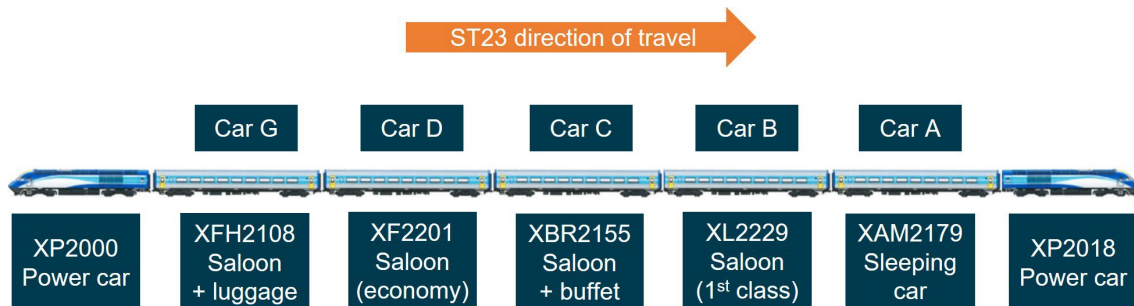 ST23 direction of travel
Car G
Car D
Car C
Car B
Car A
XP2000
Power car
XFH2108
Saloon
+ luggage
XF2201
Saloon
(economy)
XBR2155
Saloon
+ buffet
XL2229
Saloon
(1st class)
XAM2179
Sleeping
car
XP2018
Power car